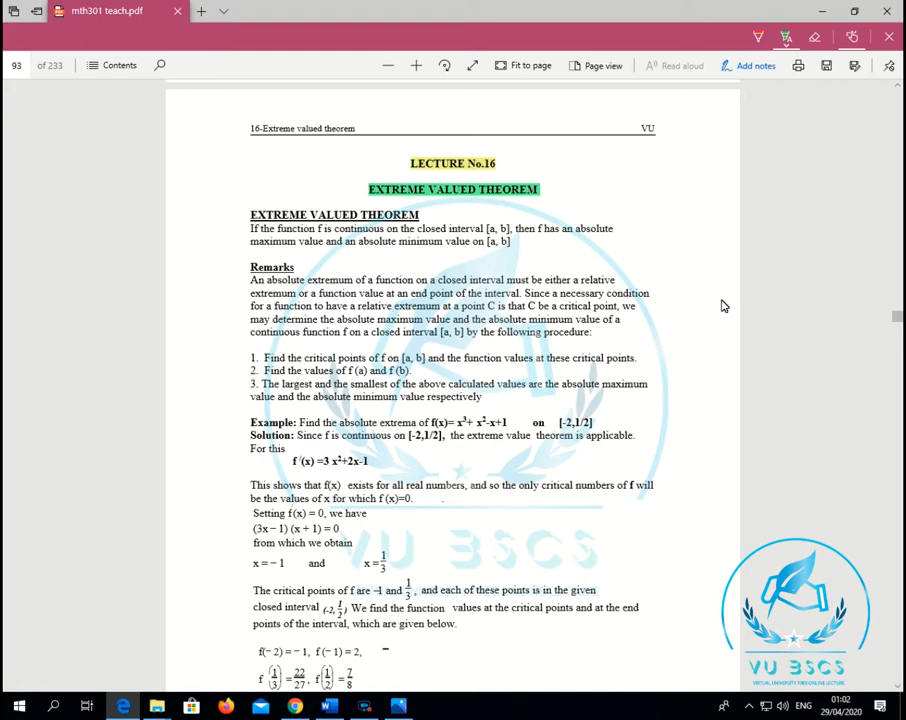 mth301 teach.pdf
93 of 233 Contents Fit to page Page view Read aloud Add notes
16-Extreme valued theorem VU
LECTURE No.16
EXTREME VALUED THEOREM
EXTREME VALUED THEOREM
If the function f is continuous on the closed interval [a, b], then f has an absolute
maximum value and an absolute minimum value on [a, b]
Remarks
An absolute extremum of a function on a closed interval must be either a relative
extremum or a function value at an end point of the interval. Since a necessary condition
for a function to have a relative extremum at a point C is that C be a critical point, we
may determine the absolute maximum value and the absolute minimum value of a
continuous function f on a closed interval [a, b] by the following procedure:
1. Find the critical points of f on [a, b] and the function values at these critical points.
2. Find the values of f (a) and f (b).
3. The largest and the smallest of the above calculated values are the absolute maximum
value and the absolute minimum value respectively
Example: Find the absolute extrema of f(x)= x³+ x²-x+1 on [-2,1/2]
Solution: Since f is continuous on [-2,1/2], the extreme value theorem is applicable.
For this
f ′(x) =3 x²+2x-1
This shows that f(x) exists for all real numbers, and so the only critical numbers of f will
be the values of x for which f (x)=0.
Setting f(x) = 0, we have
(3x − 1) (x + 1) = 0
from which we obtain
x = − 1 and x = 1/3
The critical points of f are −1 and 1/3, and each of these points is in the given
closed interval (-2, 1/2) We find the function values at the critical points and at the end
points of the interval, which are given below.
f(− 2) = − 1, f (− 1) = 2,
f (1/3) = 22/27, f (1/2) = 7/8
VU BSCS
VIRTUAL UNIVERSITY FREE ONLINE LECTURE
VU BSCS
ENG
01:02
29/04/2020